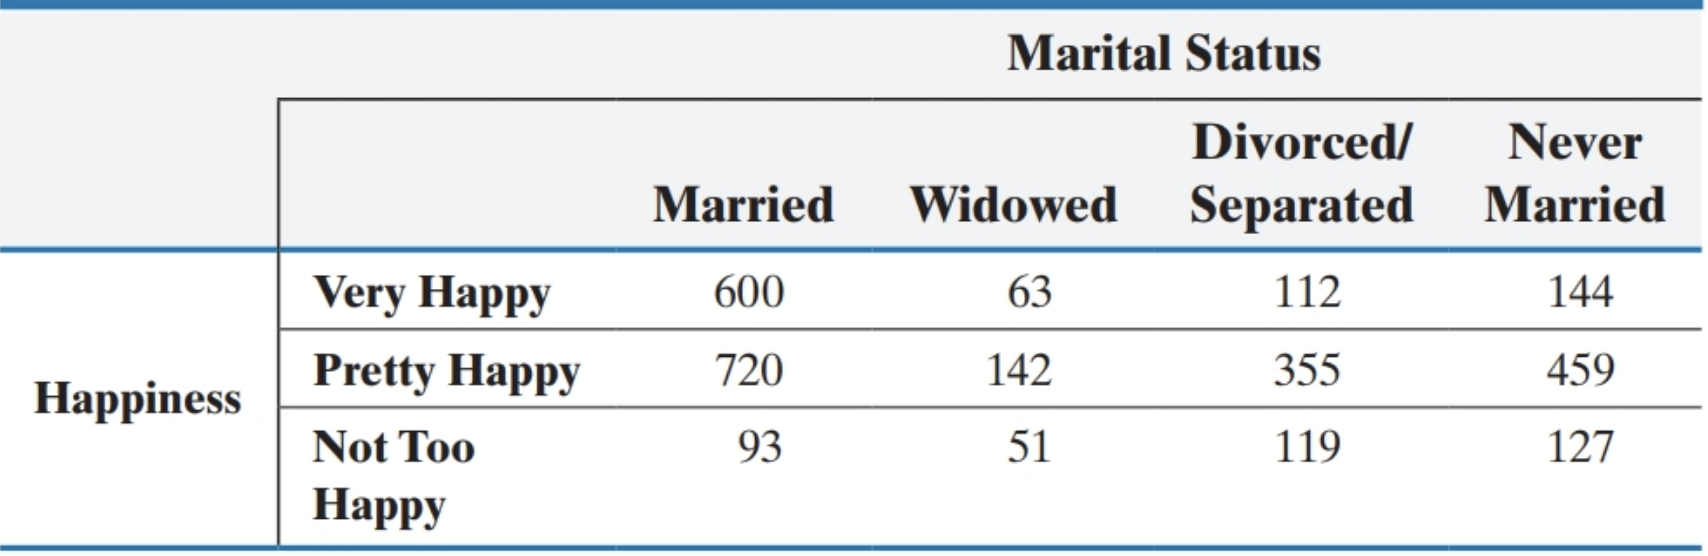 Marital Status
Divorced/ Never
Married Widowed Separated Married
Very Happy 600 63 112 144
Pretty Happy 720 142 355 459
Happiness
Not Too 93 51 119 127
Happy